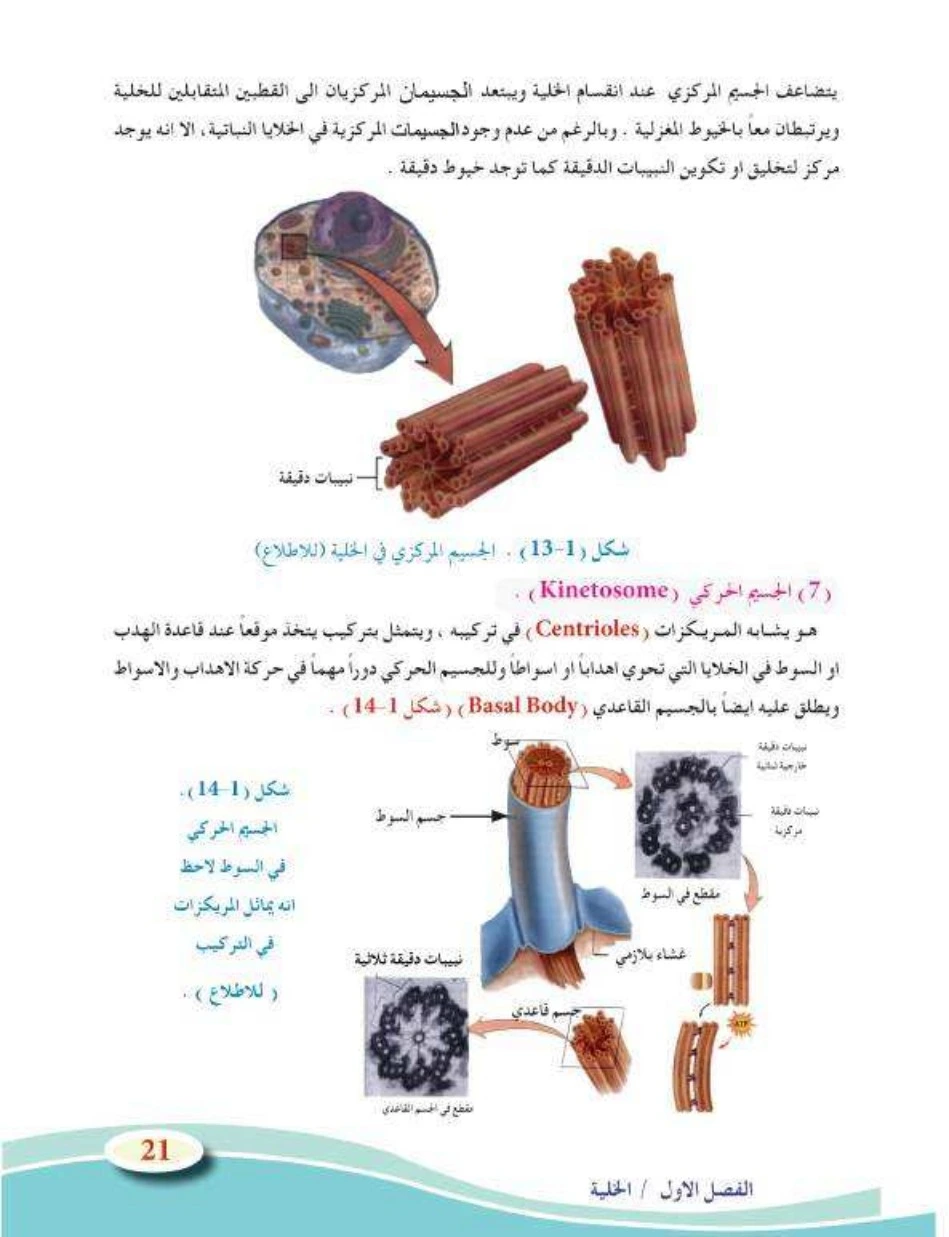 يتضاعف الجسيم المركزي عند انقسام الخلية ويبتعد الجسيمان المركزيان الى القطبين المتقابلين للخلية
ويرتبطان معاً بالخيوط المغزلية . وبالرغم من عدم وجود الجسيمات المركزية في الخلايا النباتية، الا انه يوجد
مركز لتخليق او تكوين النبيبات الدقيقة كما توجد خيوط دقيقة .
نبيبات دقيقة
شكل (1-13) . الجسيم المركزي في الخلية (للاطلاع)
(7) الجسيم الحركي (Kinetosome) .
هو يشابه المريكزات (Centrioles) في تركيبه ، ويتمثل بتركيب يتخذ موقعاً عند قاعدة الهدب
او السوط في الخلايا التي تحوي اهداباً او اسواطاً وللجسيم الحركي دوراً مهماً في حركة الاهداب والاسواط
ويطلق عليه ايضاً بالجسيم القاعدي (Basal Body) (شكل 1-14) .
سوط
نبيبات دقيقة
خارجية ثنائية
نبيبات دقيقة
مركزية
جسم السوط
مقطع في السوط
شكل (1-14).
الجسيم الحركي
في السوط لاحظ
انه يماثل المريكزات
في التركيب
( للاطلاع ) .
غشاء بلازمي
نبيبات دقيقة ثلاثية
جسم قاعدي
ATP
مقطع في الجسم القاعدي
21
الفصل الاول / الخلية